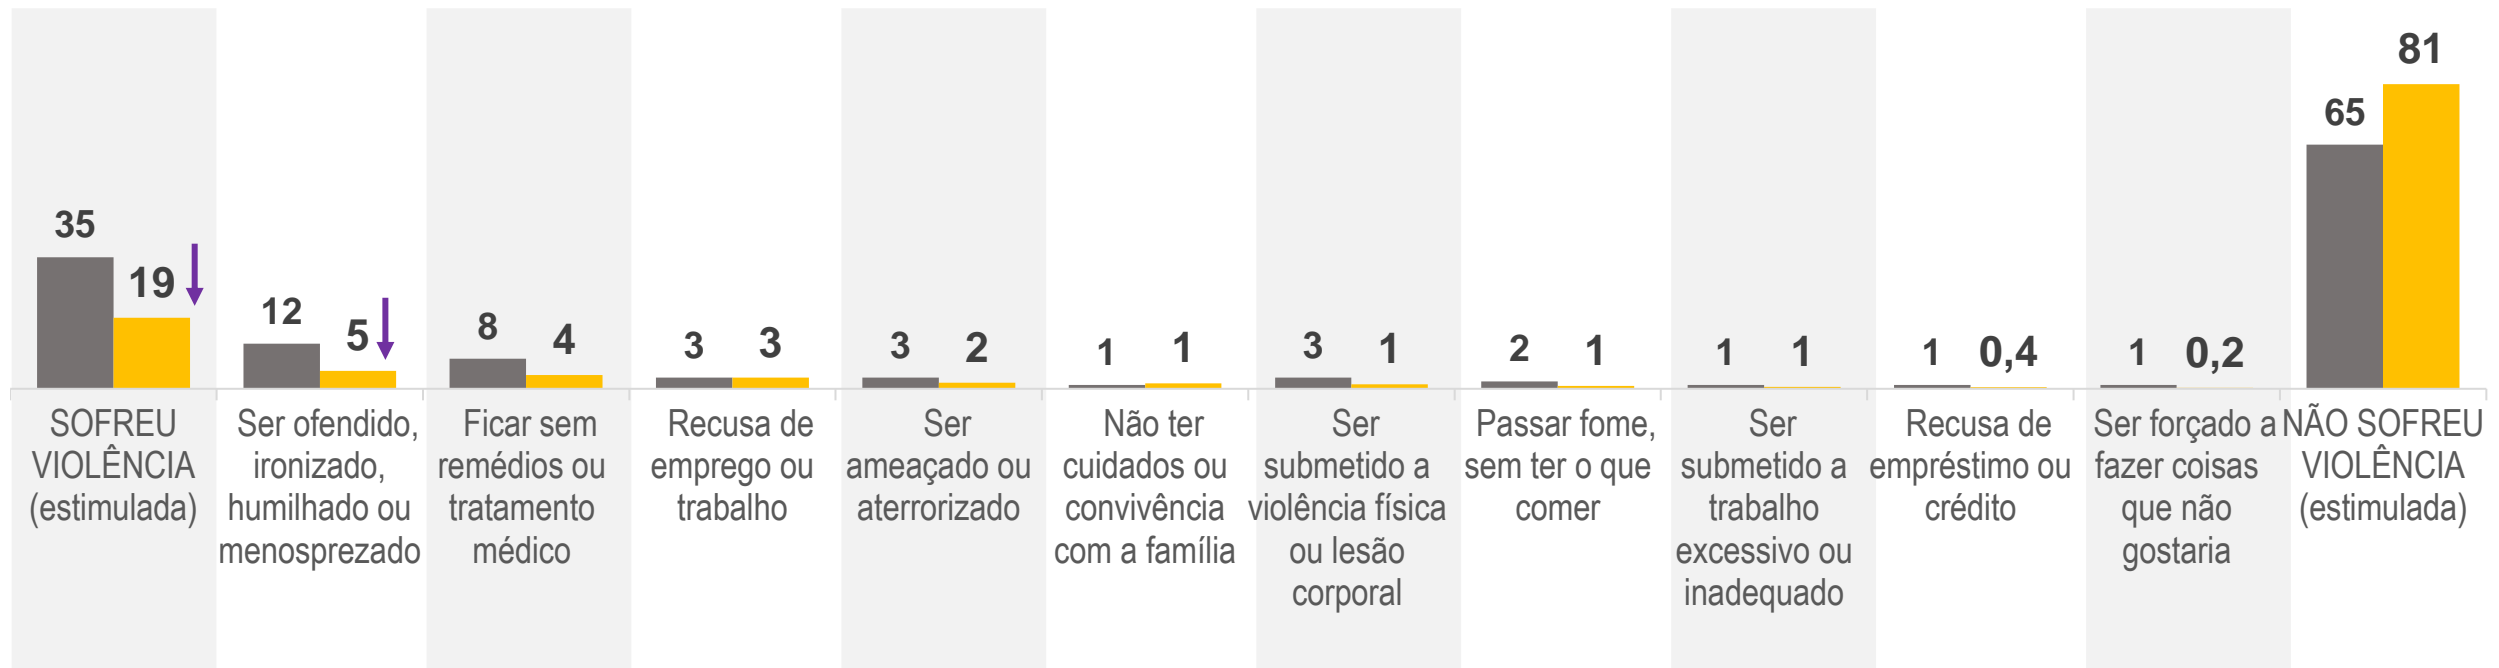 35
19
12
5
8
4
3
3
3
2
1
1
3
1
2
1
1
1
1
0,4
1
0,2
65
81
SOFREU
VIOLÊNCIA
(estimulada)
Ser ofendido,
ironizado,
humilhado ou
menosprezado
Ficar sem
remédios ou
tratamento
médico
Recusa de
emprego ou
trabalho
Ser
ameaçado ou
aterrorizado
Não ter
cuidados ou
convivência
com a família
Ser
submetido a
violência física
ou lesão
corporal
Passar fome,
sem ter o que
comer
Ser
submetido a
trabalho
excessivo ou
inadequado
Recusa de
empréstimo ou
crédito
Ser forçado a
fazer coisas
que não
gostaria
NÃO SOFREU
VIOLÊNCIA
(estimulada)